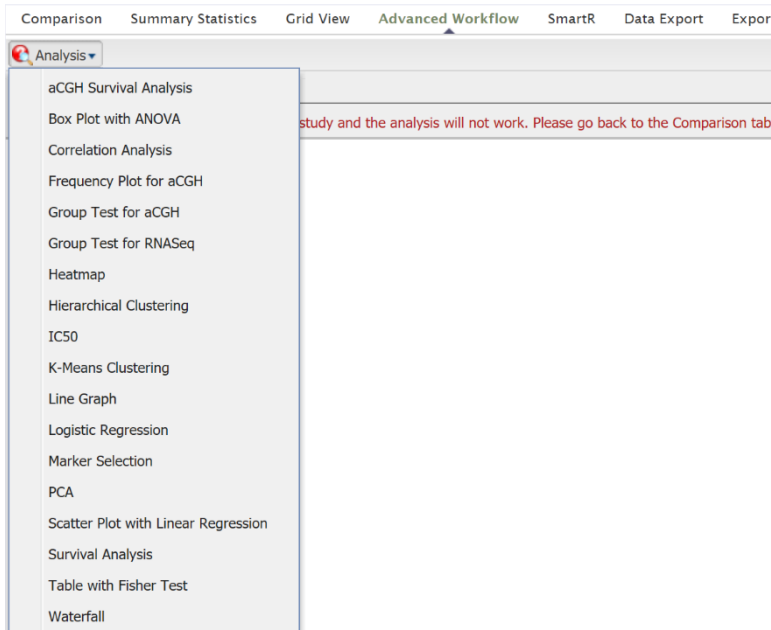 Comparison Summary Statistics Grid View Advanced Workflow SmartR Data Export Expor
Analysis
aCGH Survival Analysis
Box Plot with ANOVA
study and the analysis will not work. Please go back to the Comparison tab
Correlation Analysis
Frequency Plot for aCGH
Group Test for aCGH
Group Test for RNASeq
Heatmap
Hierarchical Clustering
IC50
K-Means Clustering
Line Graph
Logistic Regression
Marker Selection
PCA
Scatter Plot with Linear Regression
Survival Analysis
Table with Fisher Test
Waterfall